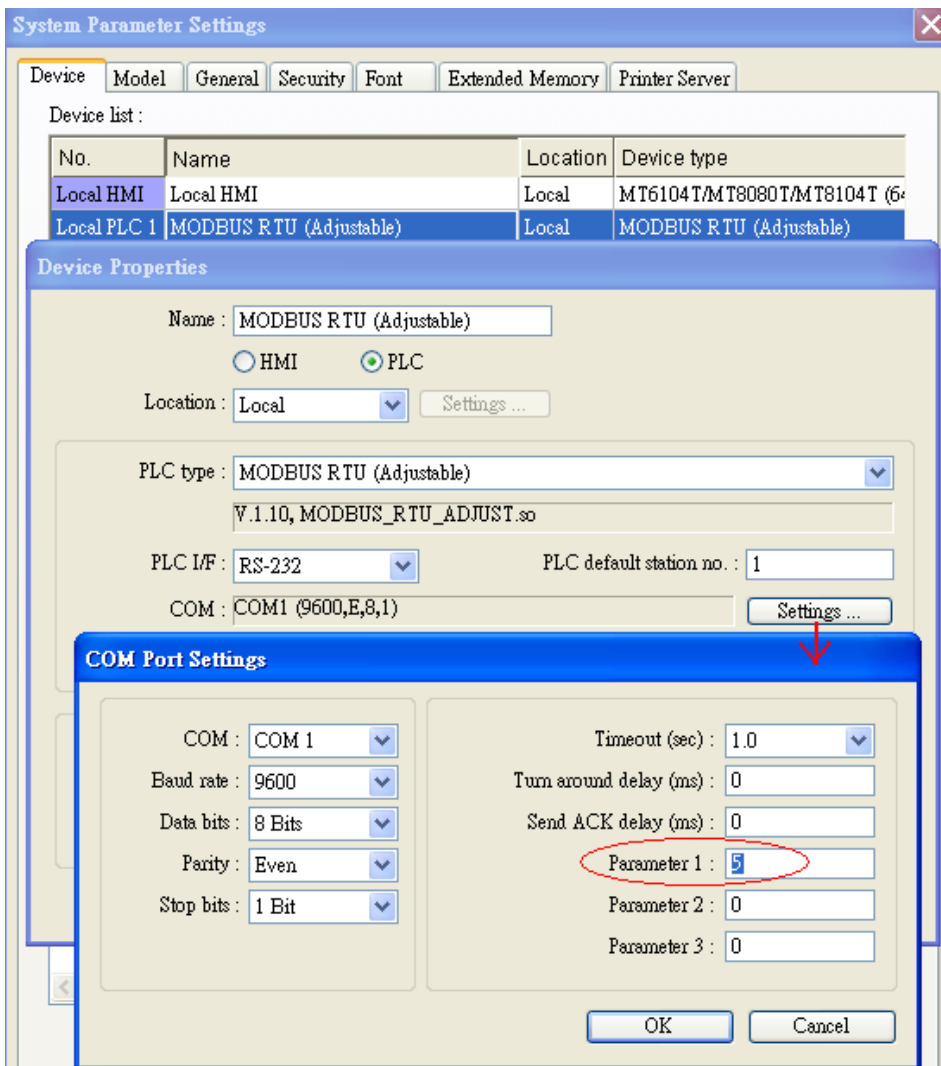 System Parameter Settings
Device Model General Security Font Extended Memory Printer Server
Device list :
No. Name Location Device type
Local HMI Local HMI Local MT6104T/MT8080T/MT8104T (64
Local PLC 1 MODBUS RTU (Adjustable) Local MODBUS RTU (Adjustable)
Device Properties
Name : MODBUS RTU (Adjustable)
HMI PLC
Location : Local Settings ...
PLC type : MODBUS RTU (Adjustable)
V.1.10, MODBUS_RTU_ADJUST.so
PLC I/F : RS-232 PLC default station no. : 1
COM : COM1 (9600,E,8,1) Settings ...
COM Port Settings
COM : COM 1 Timeout (sec) : 1.0
Baud rate : 9600 Turn around delay (ms) : 0
Data bits : 8 Bits Send ACK delay (ms) : 0
Parity : Even Parameter 1 : 5
Stop bits : 1 Bit Parameter 2 : 0
Parameter 3 : 0
OK Cancel